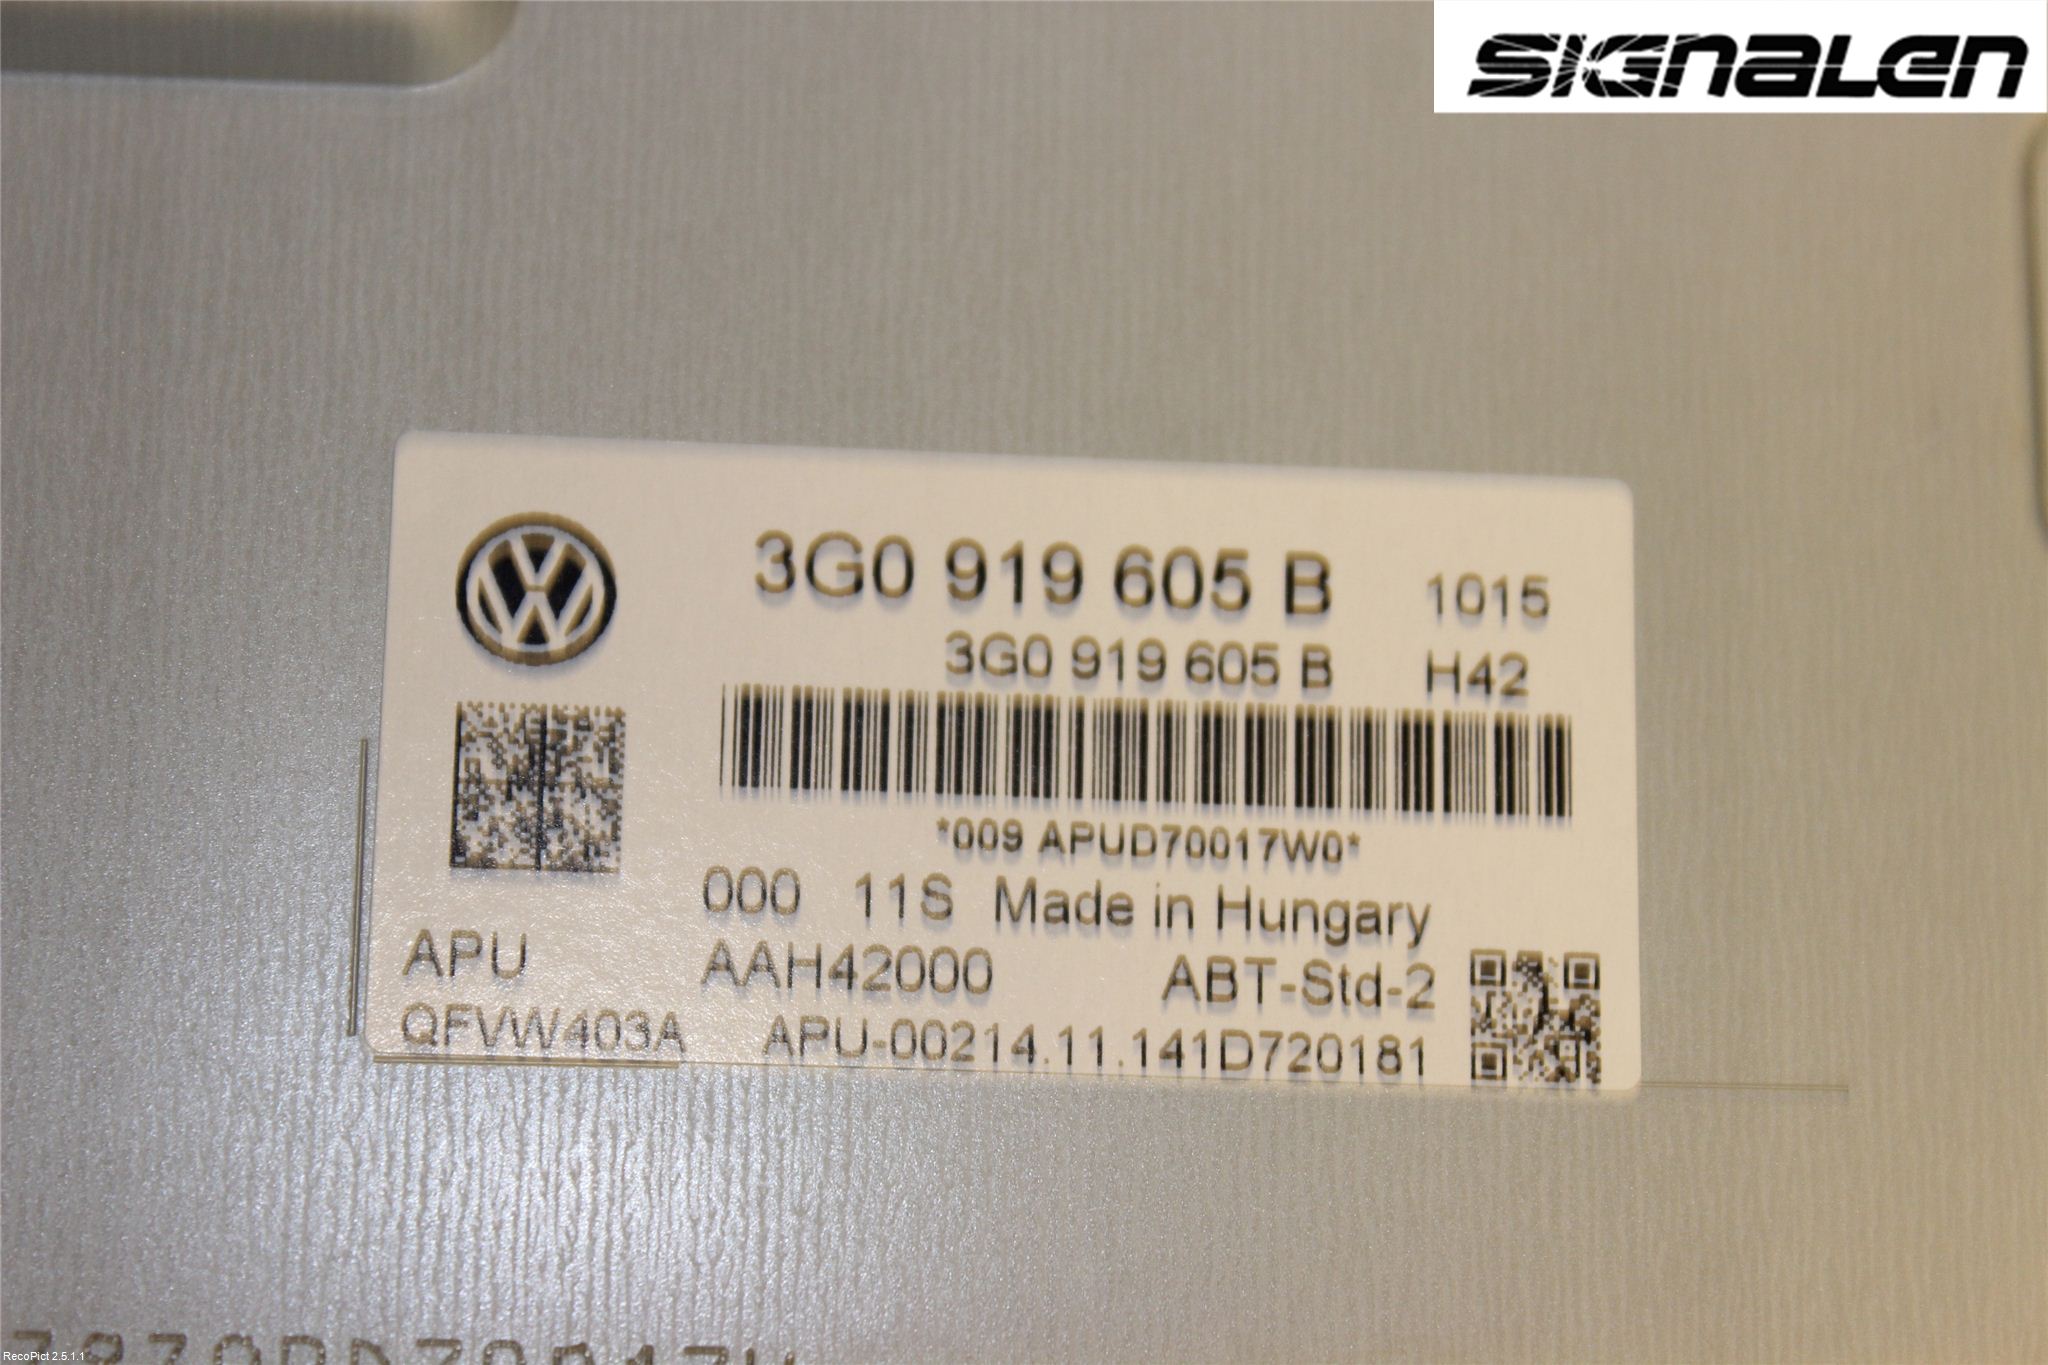 SIGNALEN
3G0 919 605 B 1015
3G0 919 605 B H42
*009 APUD70017W0*
000 11S Made in Hungary
APU AAH42000 ABT-Std-2
QFVW403A APU-00214.11.141D720181
RecoPict 2.5.1.1